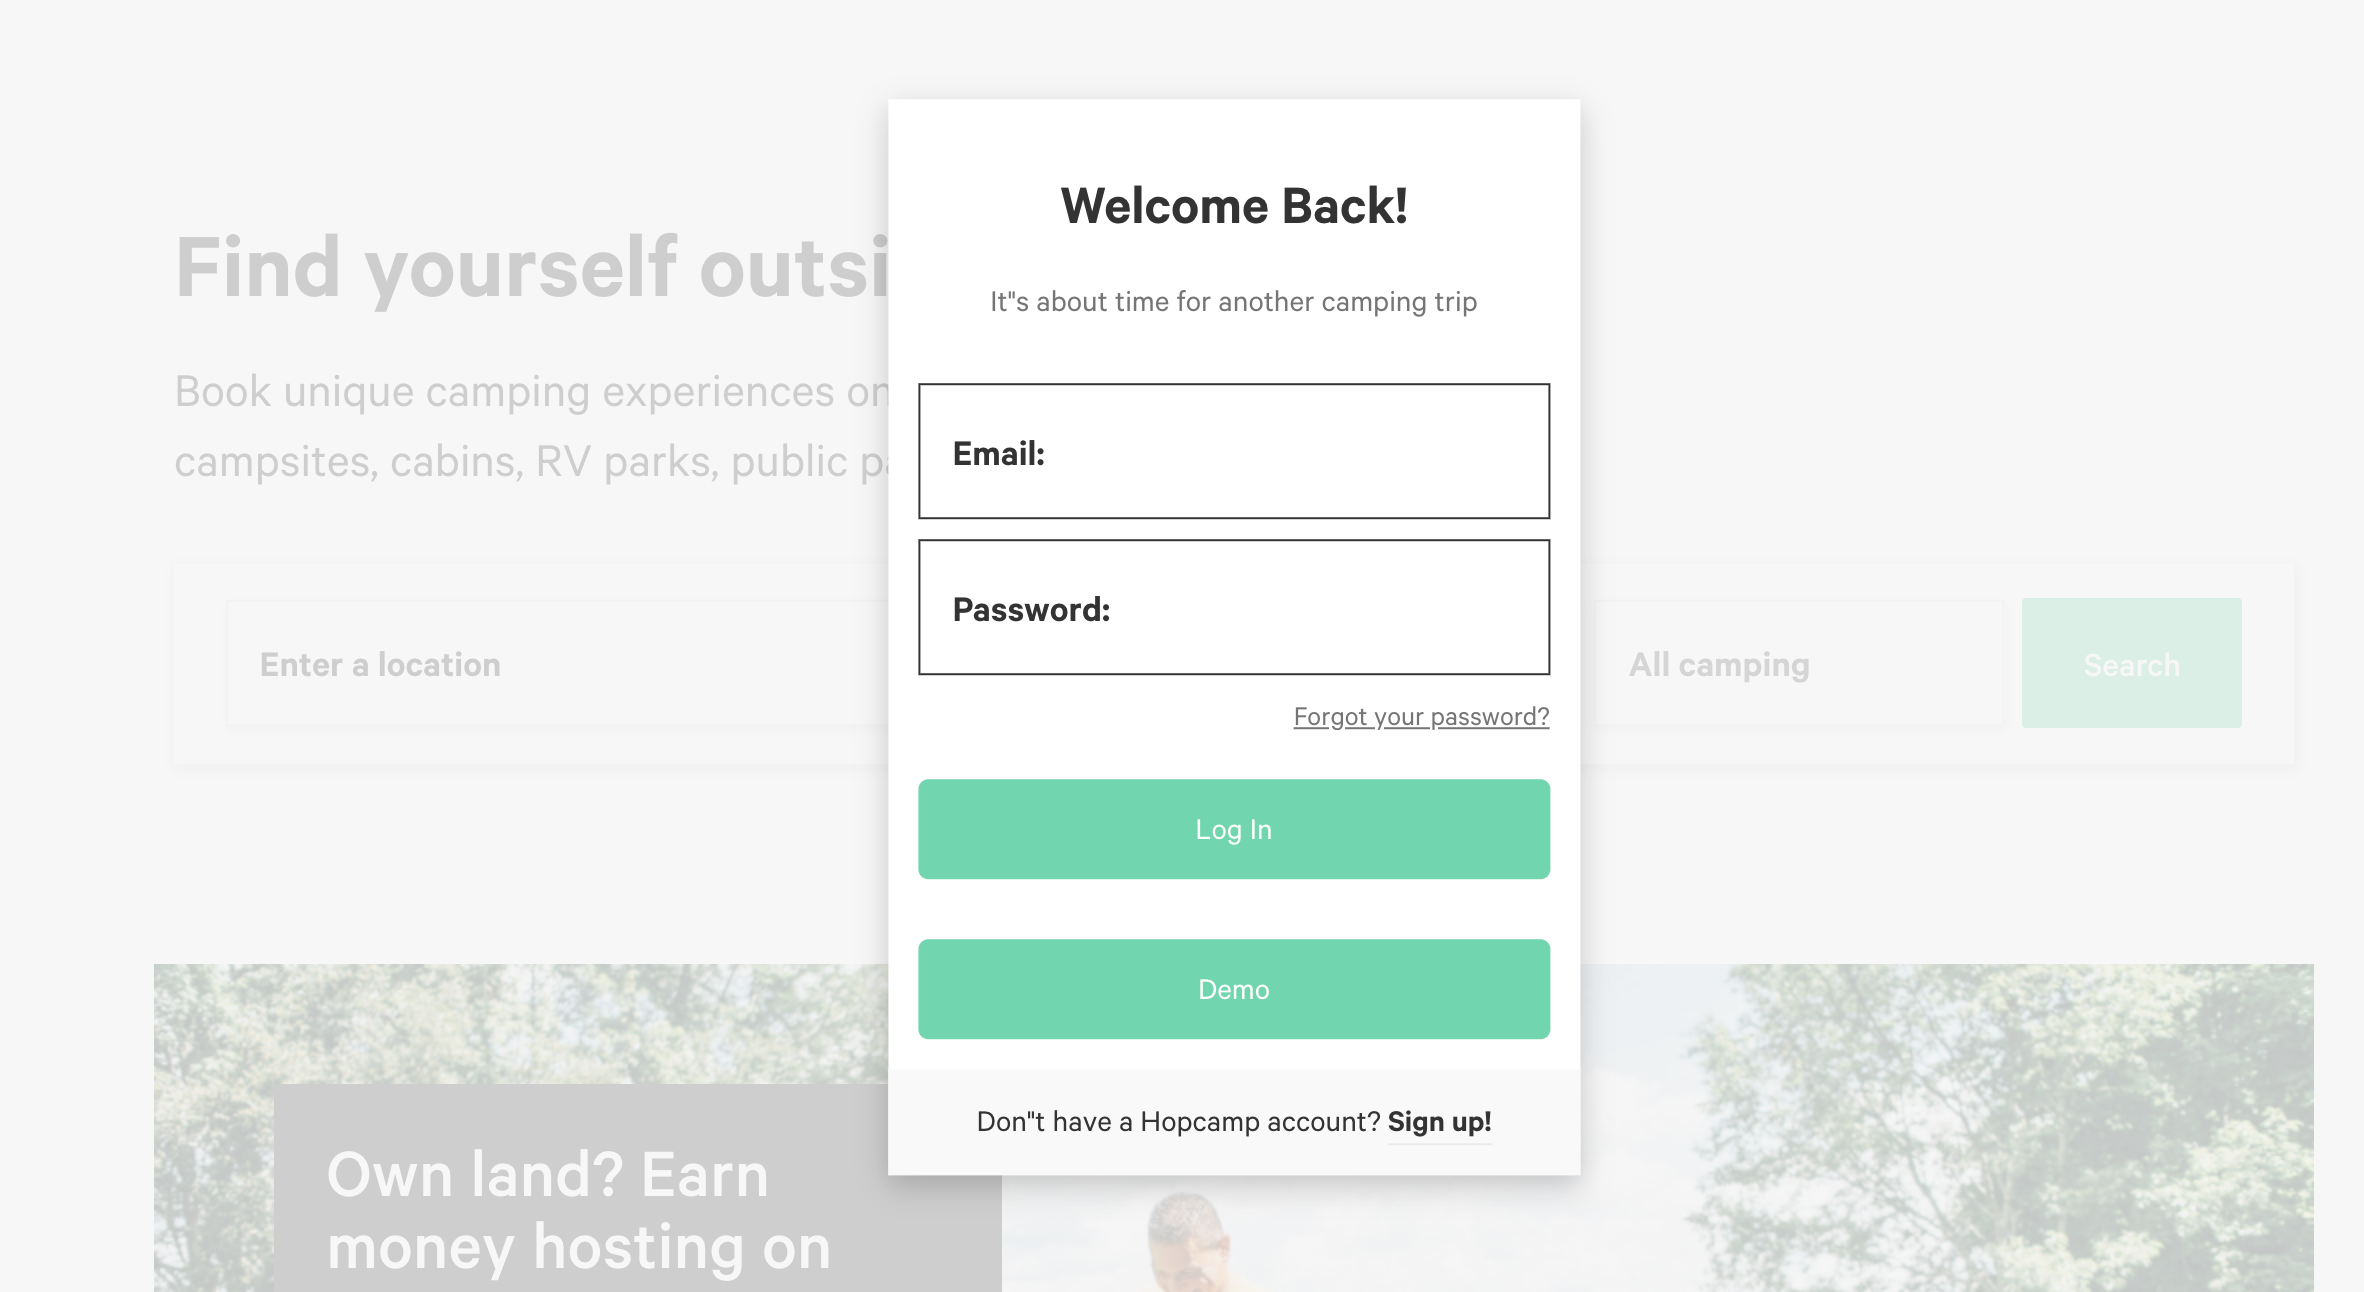 Find yourself outsi
Book unique camping experiences on
campsites, cabins, RV parks, public pa
Enter a location
All camping
Search
Welcome Back!
It"s about time for another camping trip
Email:
Password:
Forgot your password?
Log In
Demo
Don"t have a Hopcamp account? Sign up!
Own land? Earn
money hosting on